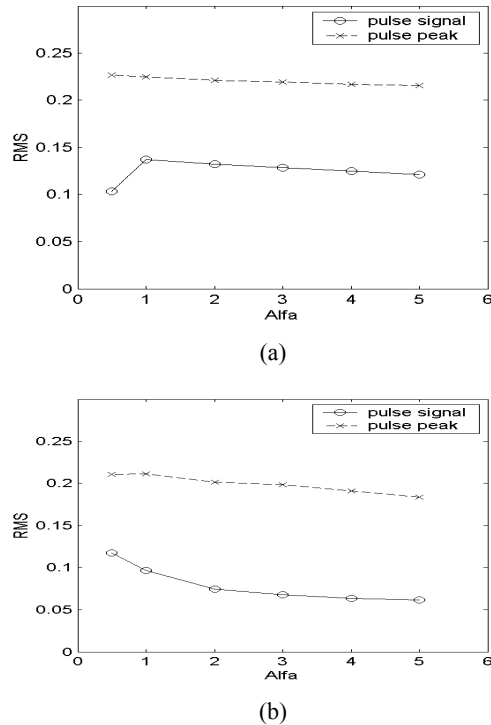 pulse signal
pulse peak
0.25
0.2
0.15
0.1
0.05
0
RMS
0 1 2 3 4 5 6
Alfa
(a)
pulse signal
pulse peak
0.25
0.2
0.15
0.1
0.05
0
RMS
0 1 2 3 4 5 6
Alfa
(b)